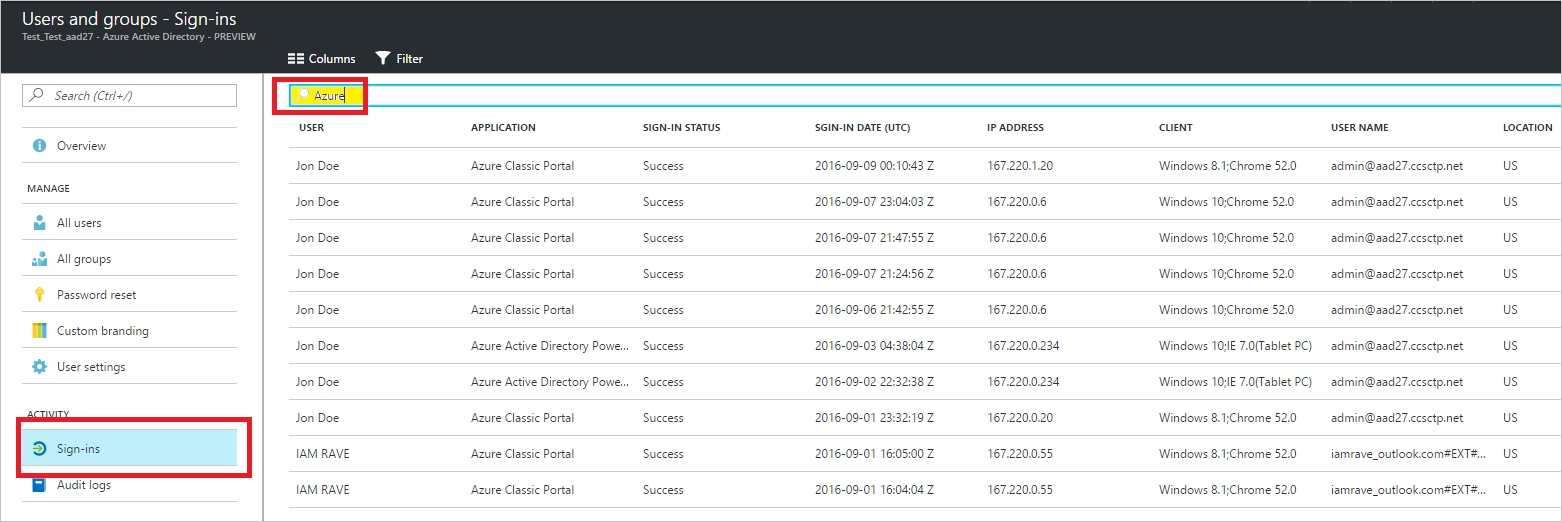 Users and groups - Sign-ins
Test_Test_aad27 - Azure Active Directory - PREVIEW
Columns Filter
Search (Ctrl+/)
Overview
MANAGE
All users
All groups
Password reset
Custom branding
User settings
ACTIVITY
Sign-ins
Audit logs
Azure
USER APPLICATION SIGN-IN STATUS SGIN-IN DATE (UTC) IP ADDRESS CLIENT USER NAME LOCATION
Jon Doe Azure Classic Portal Success 2016-09-09 00:10:43 Z 167.220.1.20 Windows 8.1;Chrome 52.0 admin@aad27.ccsctp.net US
Jon Doe Azure Classic Portal Success 2016-09-07 23:04:03 Z 167.220.0.6 Windows 10;Chrome 52.0 admin@aad27.ccsctp.net US
Jon Doe Azure Classic Portal Success 2016-09-07 21:47:55 Z 167.220.0.6 Windows 10;Chrome 52.0 admin@aad27.ccsctp.net US
Jon Doe Azure Classic Portal Success 2016-09-07 21:24:56 Z 167.220.0.6 Windows 10;Chrome 52.0 admin@aad27.ccsctp.net US
Jon Doe Azure Classic Portal Success 2016-09-06 21:42:55 Z 167.220.0.6 Windows 10;Chrome 52.0 admin@aad27.ccsctp.net US
Jon Doe Azure Active Directory Powe... Success 2016-09-03 04:38:04 Z 167.220.0.234 Windows 10;IE 7.0(Tablet PC) admin@aad27.ccsctp.net US
Jon Doe Azure Active Directory Powe... Success 2016-09-02 22:32:38 Z 167.220.0.234 Windows 10;IE 7.0(Tablet PC) admin@aad27.ccsctp.net US
Jon Doe Azure Classic Portal Success 2016-09-01 23:32:19 Z 167.220.0.20 Windows 8.1;Chrome 52.0 admin@aad27.ccsctp.net US
IAM RAVE Azure Classic Portal Success 2016-09-01 16:05:00 Z 167.220.0.55 Windows 8.1;Chrome 52.0 iamrave_outlook.com#EXT#... US
IAM RAVE Azure Classic Portal Success 2016-09-01 16:04:04 Z 167.220.0.55 Windows 8.1;Chrome 52.0 iamrave_outlook.com#EXT#... US